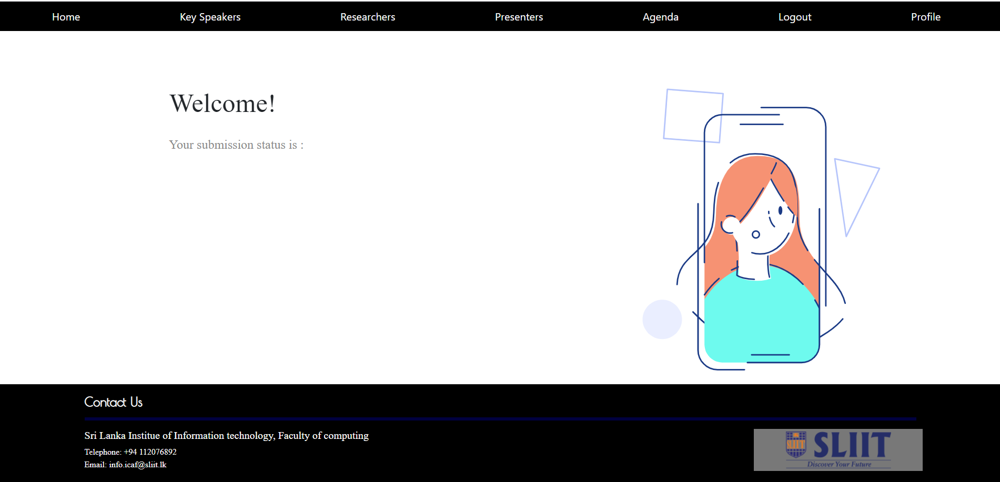 Home Key Speakers Researchers Presenters Agenda Logout Profile
Welcome!
Your submission status is :
Contact Us
Sri Lanka Institue of Information technology, Faculty of computing
Telephone: +94 112076892
Email: info.icaf@sliit.lk
SLIIT
SLIIT
Discover Your Future